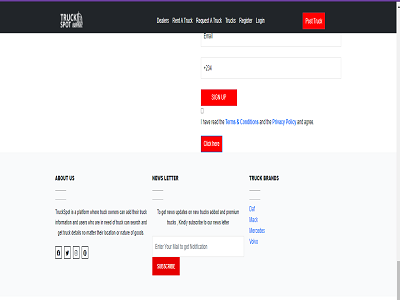 TRUCKE
SPOT
Dealers Rent A Truck Request A Truck Trucks Register Login
Post Truck
Email
+234
SIGN UP
I have read the Terms & Conditions and the Privacy Policy and agree.
Click here
ABOUT US
TruckSpot is a platform where truck owners can add their truck
information and users who are in need of truck can search and
get truck details no matter their location or nature of goods.
NEWS LETTER
To get news updates on new trucks added and premium
trucks , Kindly subscribe to our news letter
Enter Your Mail to get Notification
SUBSCRIBE
TRUCK BRANDS
Daf
Mack
Mercedes
Volvo